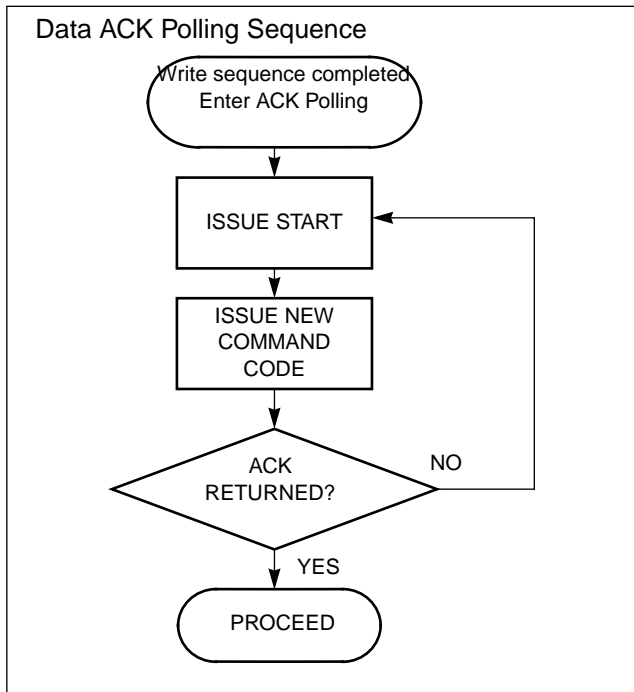 Data ACK Polling Sequence
Write sequence completed
Enter ACK Polling
ISSUE START
ISSUE NEW
COMMAND
CODE
ACK
RETURNED?
NO
YES
PROCEED